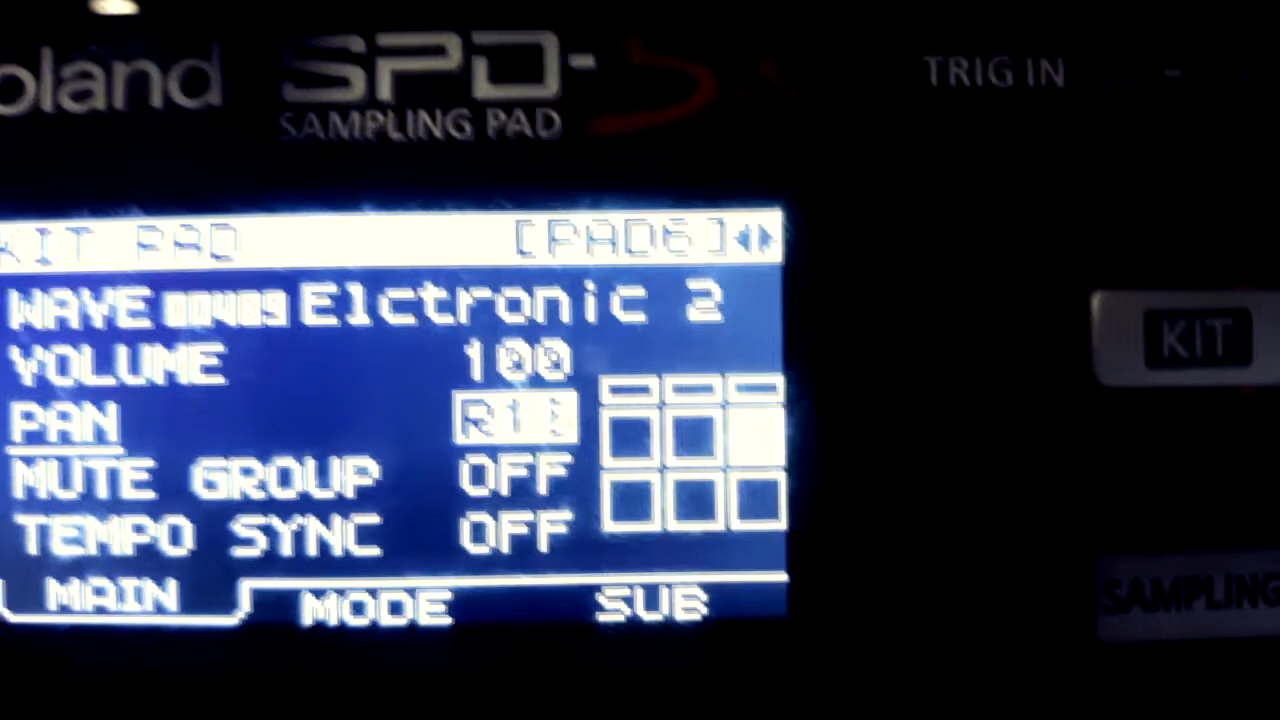 oland SPD-S
SAMPLING PAD
TRIG IN
KIT PAD [PAD6]
WAVE 00489 Elctronic 2
VOLUME 100
PAN
MUTE GROUP OFF
TEMPO SYNC OFF
MAIN MODE SUB
KIT
SAMPLING